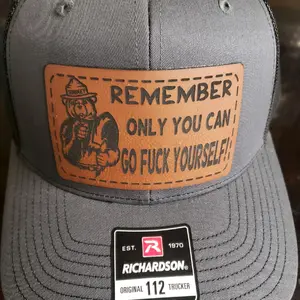 REMEMBER
ONLY YOU CAN
GO FUCK YOURSELF!
EST. R 1970
RICHARDSON®
ORIGINAL 112 TRUCKER